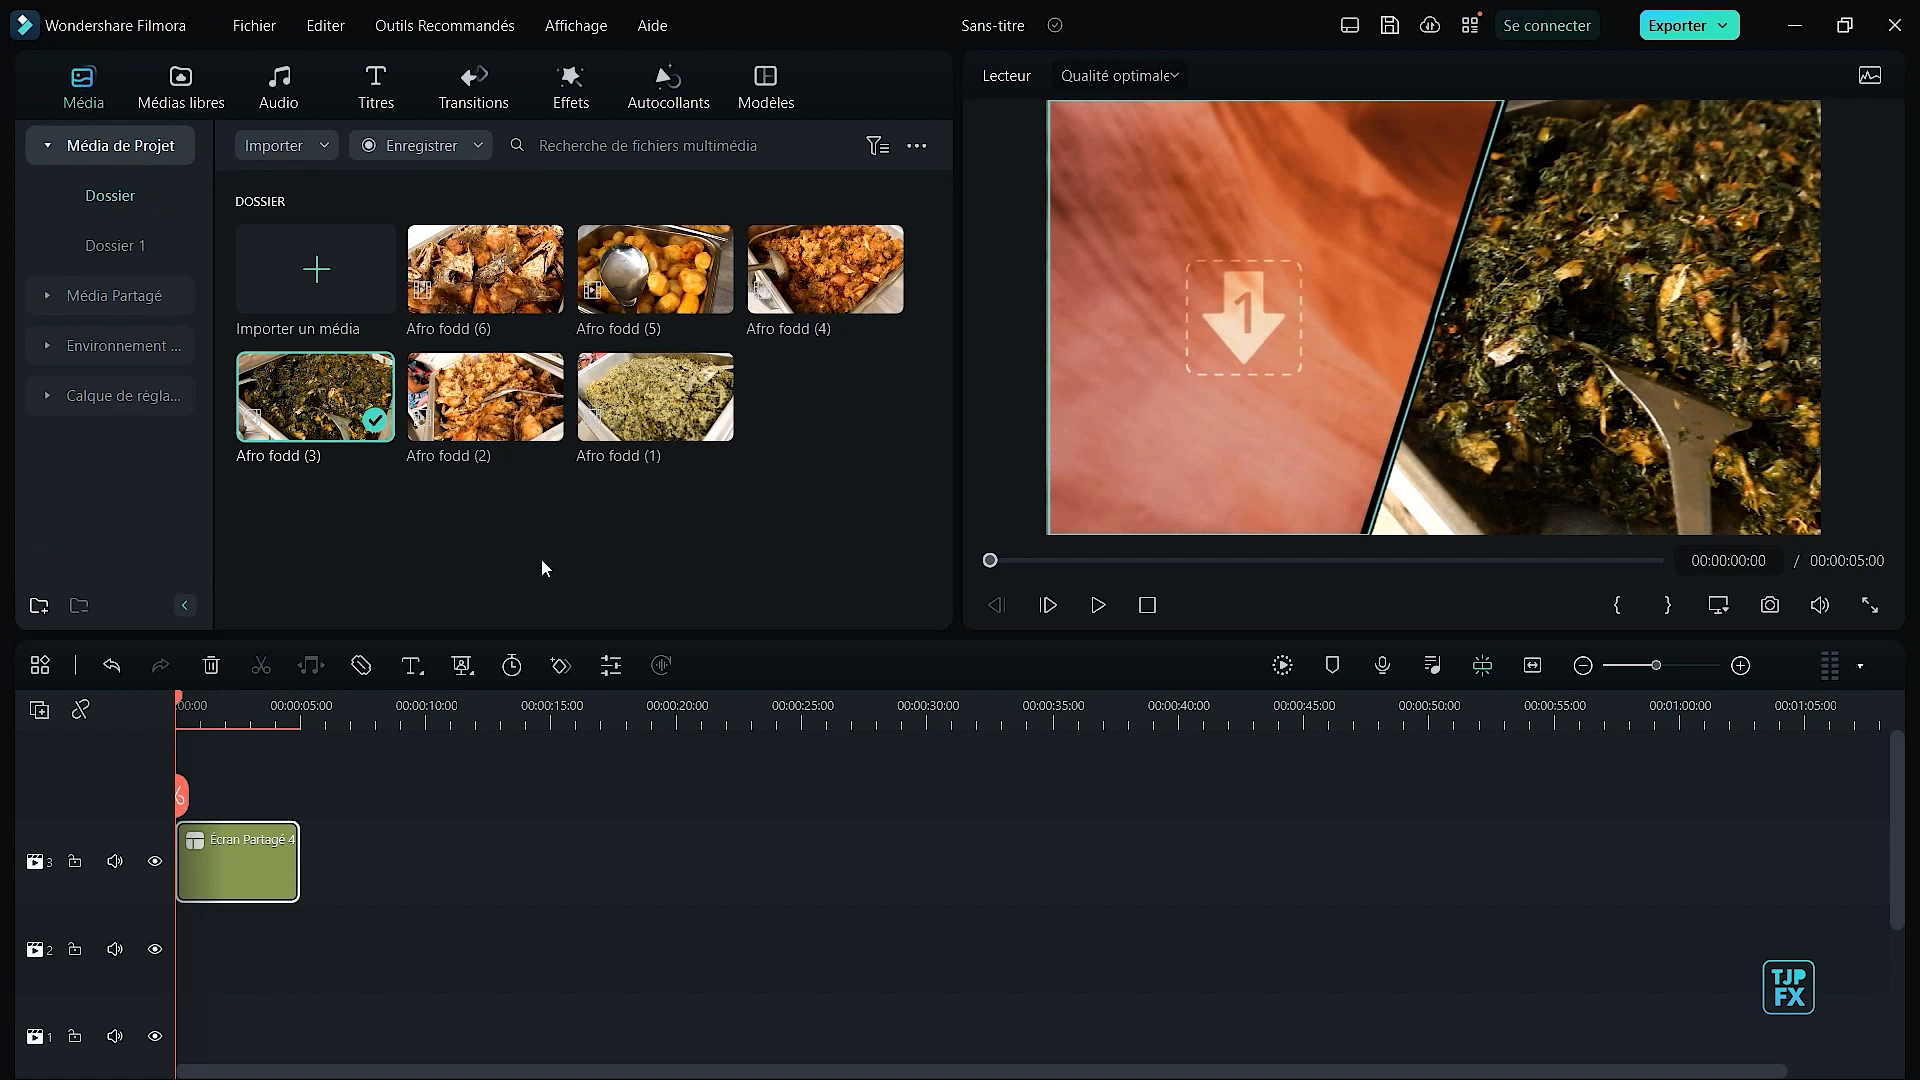 Wondershare Filmora
Fichier
Editer
Outils Recommandés
Affichage
Aide
Sans-titre
Se connecter
Exporter
Média
Médias libres
Audio
Titres
Transitions
Effets
Autocollants
Modèles
Lecteur
Qualité optimale
Média de Projet
Dossier
Dossier 1
Média Partagé
Environnement ...
Calque de régla...
Importer
Enregistrer
Recherche de fichiers multimédia
DOSSIER
Importer un média
Afro fodd (6)
Afro fodd (5)
Afro fodd (4)
Afro fodd (3)
Afro fodd (2)
Afro fodd (1)
1
00:00:00:00 / 00:00:05:00
:00:00
00:00:05:00
00:00:10:00
00:00:15:00
00:00:20:00
00:00:25:00
00:00:30:00
00:00:35:00
00:00:40:00
00:00:45:00
00:00:50:00
00:00:55:00
00:01:00:00
00:01:05:00
Écran Partagé 4
3
2
1
TJP
FX